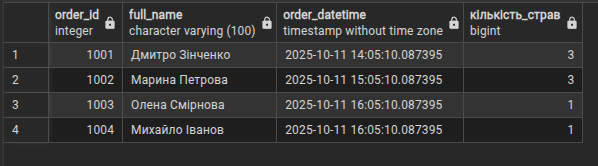 order_id full_name order_datetime кількість_страв
integer character varying (100) timestamp without time zone bigint
1 1001 Дмитро Зінченко 2025-10-11 14:05:10.087395 3
2 1002 Марина Петрова 2025-10-11 15:05:10.087395 3
3 1003 Олена Смірнова 2025-10-11 16:05:10.087395 1
4 1004 Михайло Іванов 2025-10-11 16:05:10.087395 1